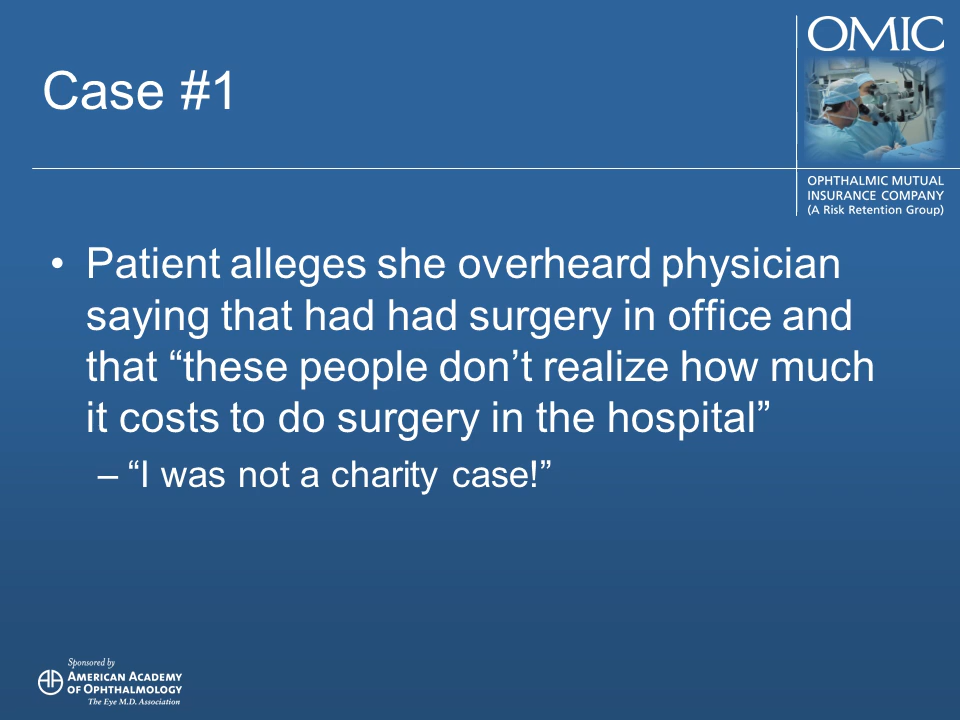 OMIC
Case #1
OPHTHALMIC MUTUAL
INSURANCE COMPANY
(A Risk Retention Group)
• Patient alleges she overheard physician
saying that had had surgery in office and
that “these people don’t realize how much
it costs to do surgery in the hospital”
– “I was not a charity case!”
Sponsored by
AMERICAN ACADEMY
OF OPHTHALMOLOGY
The Eye M.D. Association